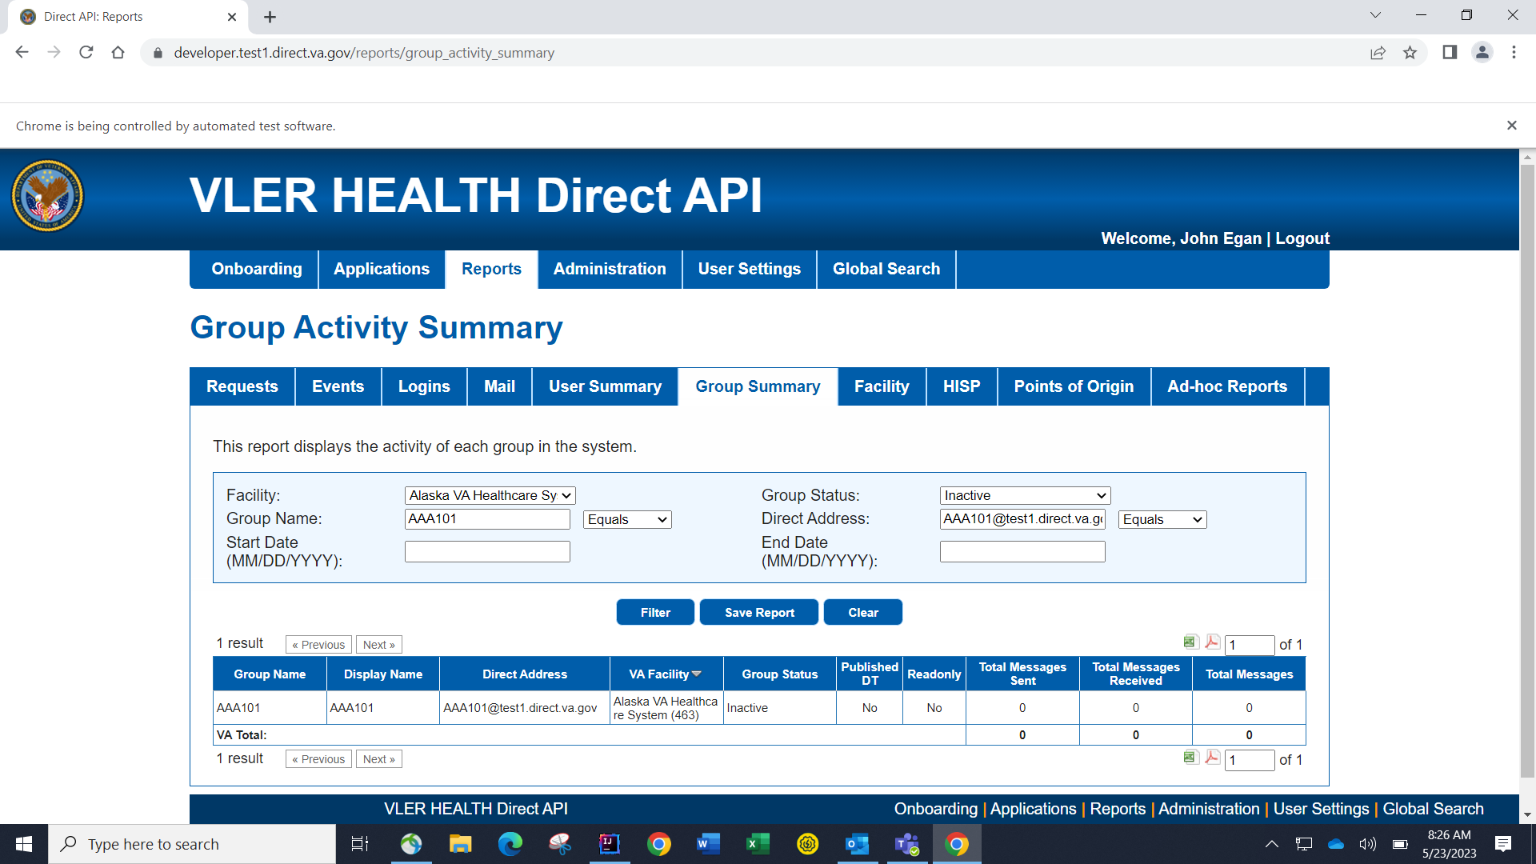 Direct API: Reports
developer.test1.direct.va.gov/reports/group_activity_summary
Chrome is being controlled by automated test software.
VLER HEALTH Direct API
Welcome, John Egan | Logout
Onboarding Applications Reports Administration User Settings Global Search
Group Activity Summary
Requests Events Logins Mail User Summary Group Summary Facility HISP Points of Origin Ad-hoc Reports
This report displays the activity of each group in the system.
Facility: Alaska VA Healthcare Sy Group Status: Inactive
Group Name: AAA101 Equals Direct Address: AAA101@test1.direct.va.go Equals
Start Date (MM/DD/YYYY): End Date (MM/DD/YYYY):
Filter Save Report Clear
1 result « Previous Next » 1 of 1
Group Name Display Name Direct Address VA Facility Group Status Published DT Readonly Total Messages Sent Total Messages Received Total Messages
AAA101 AAA101 AAA101@test1.direct.va.gov Alaska VA Healthcare System (463) Inactive No No 0 0 0
VA Total: 0 0 0
1 result « Previous Next » 1 of 1
VLER HEALTH Direct API Onboarding | Applications | Reports | Administration | User Settings | Global Search
Type here to search
8:26 AM
5/23/2023